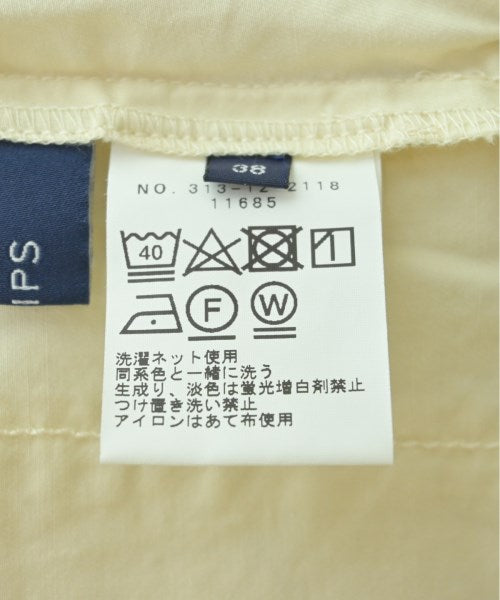 38
NO. 313-12-2118
11685
40
F
W
洗濯ネット使用
同系色と一緒に洗う
生成り、淡色は蛍光増白剤禁止
つけ置き洗い禁止
アイロンはあて布使用
IPS